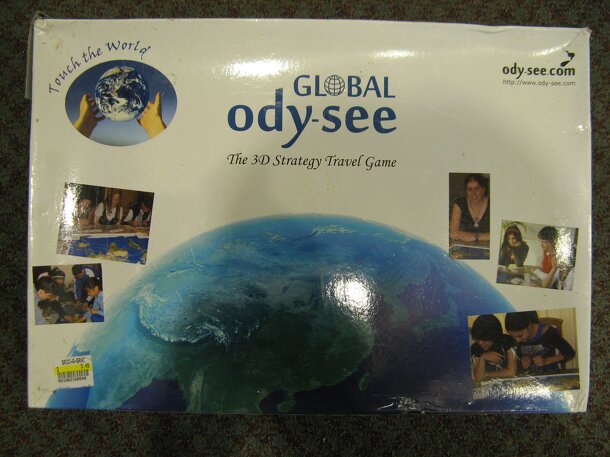 Touch the World
GLOBAL
ody-see
The 3D Strategy Travel Game
ody-see.com
http://www.ody-see.com